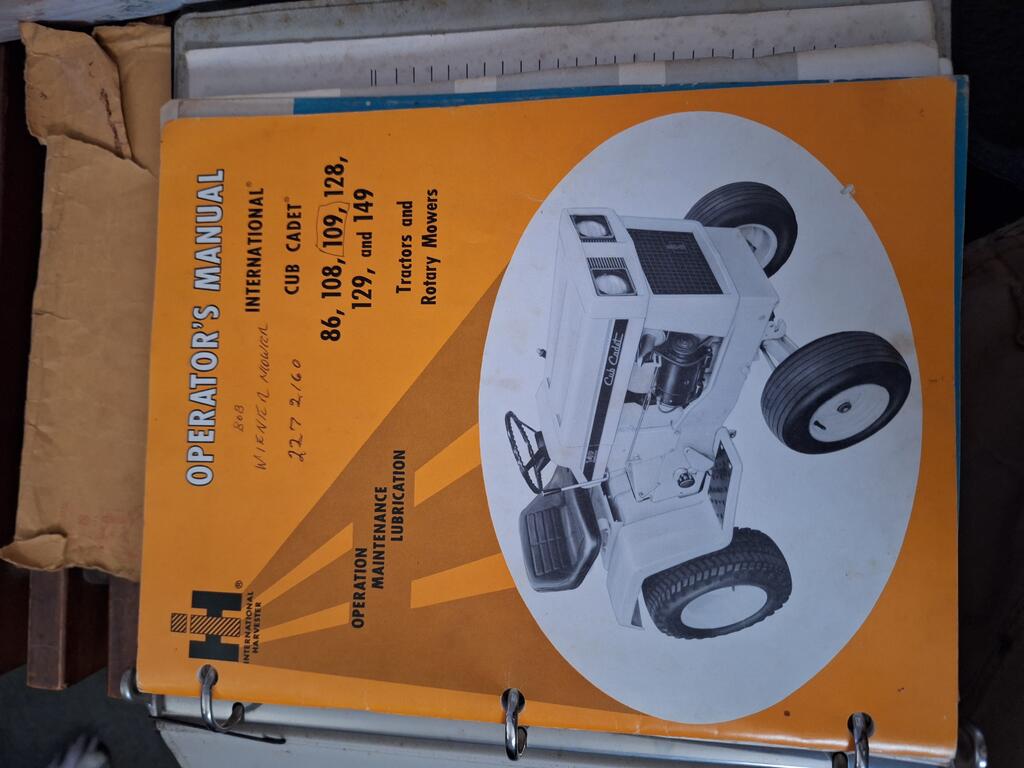 IH®
INTERNATIONAL
HARVESTER
OPERATOR'S MANUAL
BOB
WIENER MOWER
227 2160
INTERNATIONAL®
CUB CADET®
86, 108, 109, 128,
129, and 149
Tractors and
Rotary Mowers
OPERATION
MAINTENANCE
LUBRICATION
Cub Cadet